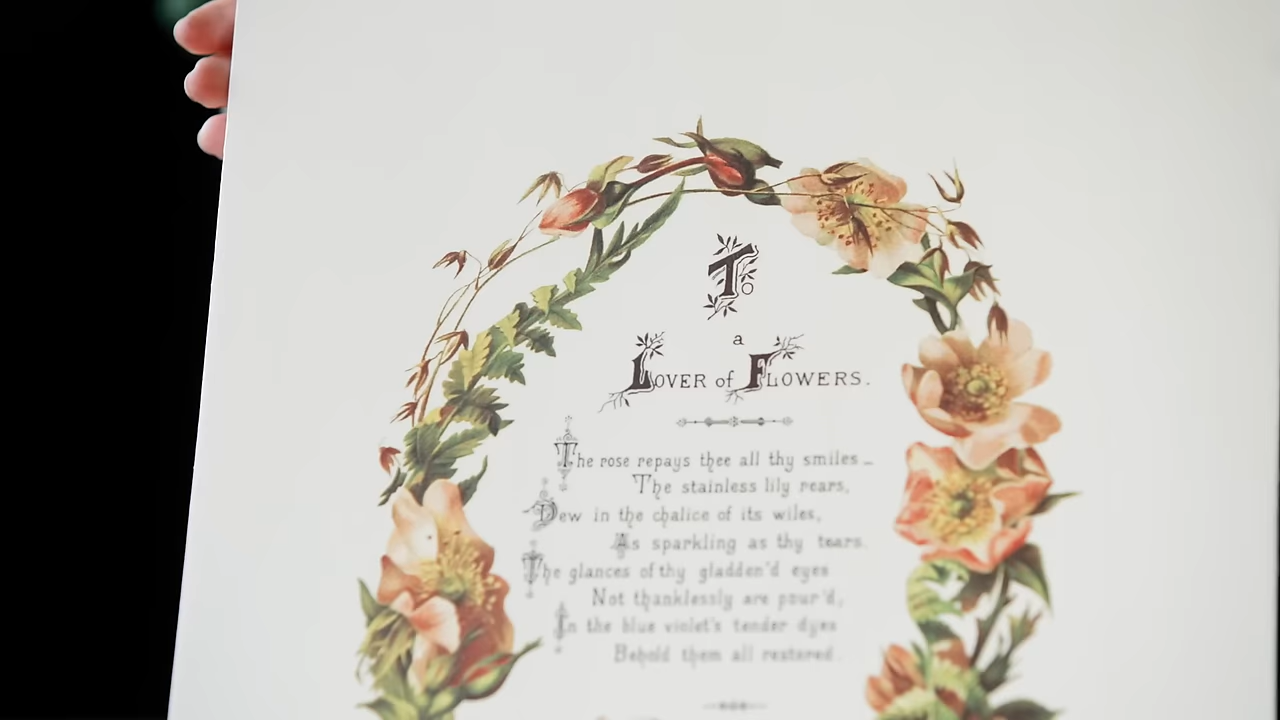 To
a
LOVER of FLOWERS.
The rose repays thee all thy smiles –
The stainless lily rears,
Dew in the chalice of its wiles,
As sparkling as thy tears.
The glances of thy gladden'd eyes
Not thanklessly are pour'd,
In the blue violet's tender dyes
Behold them all restored.